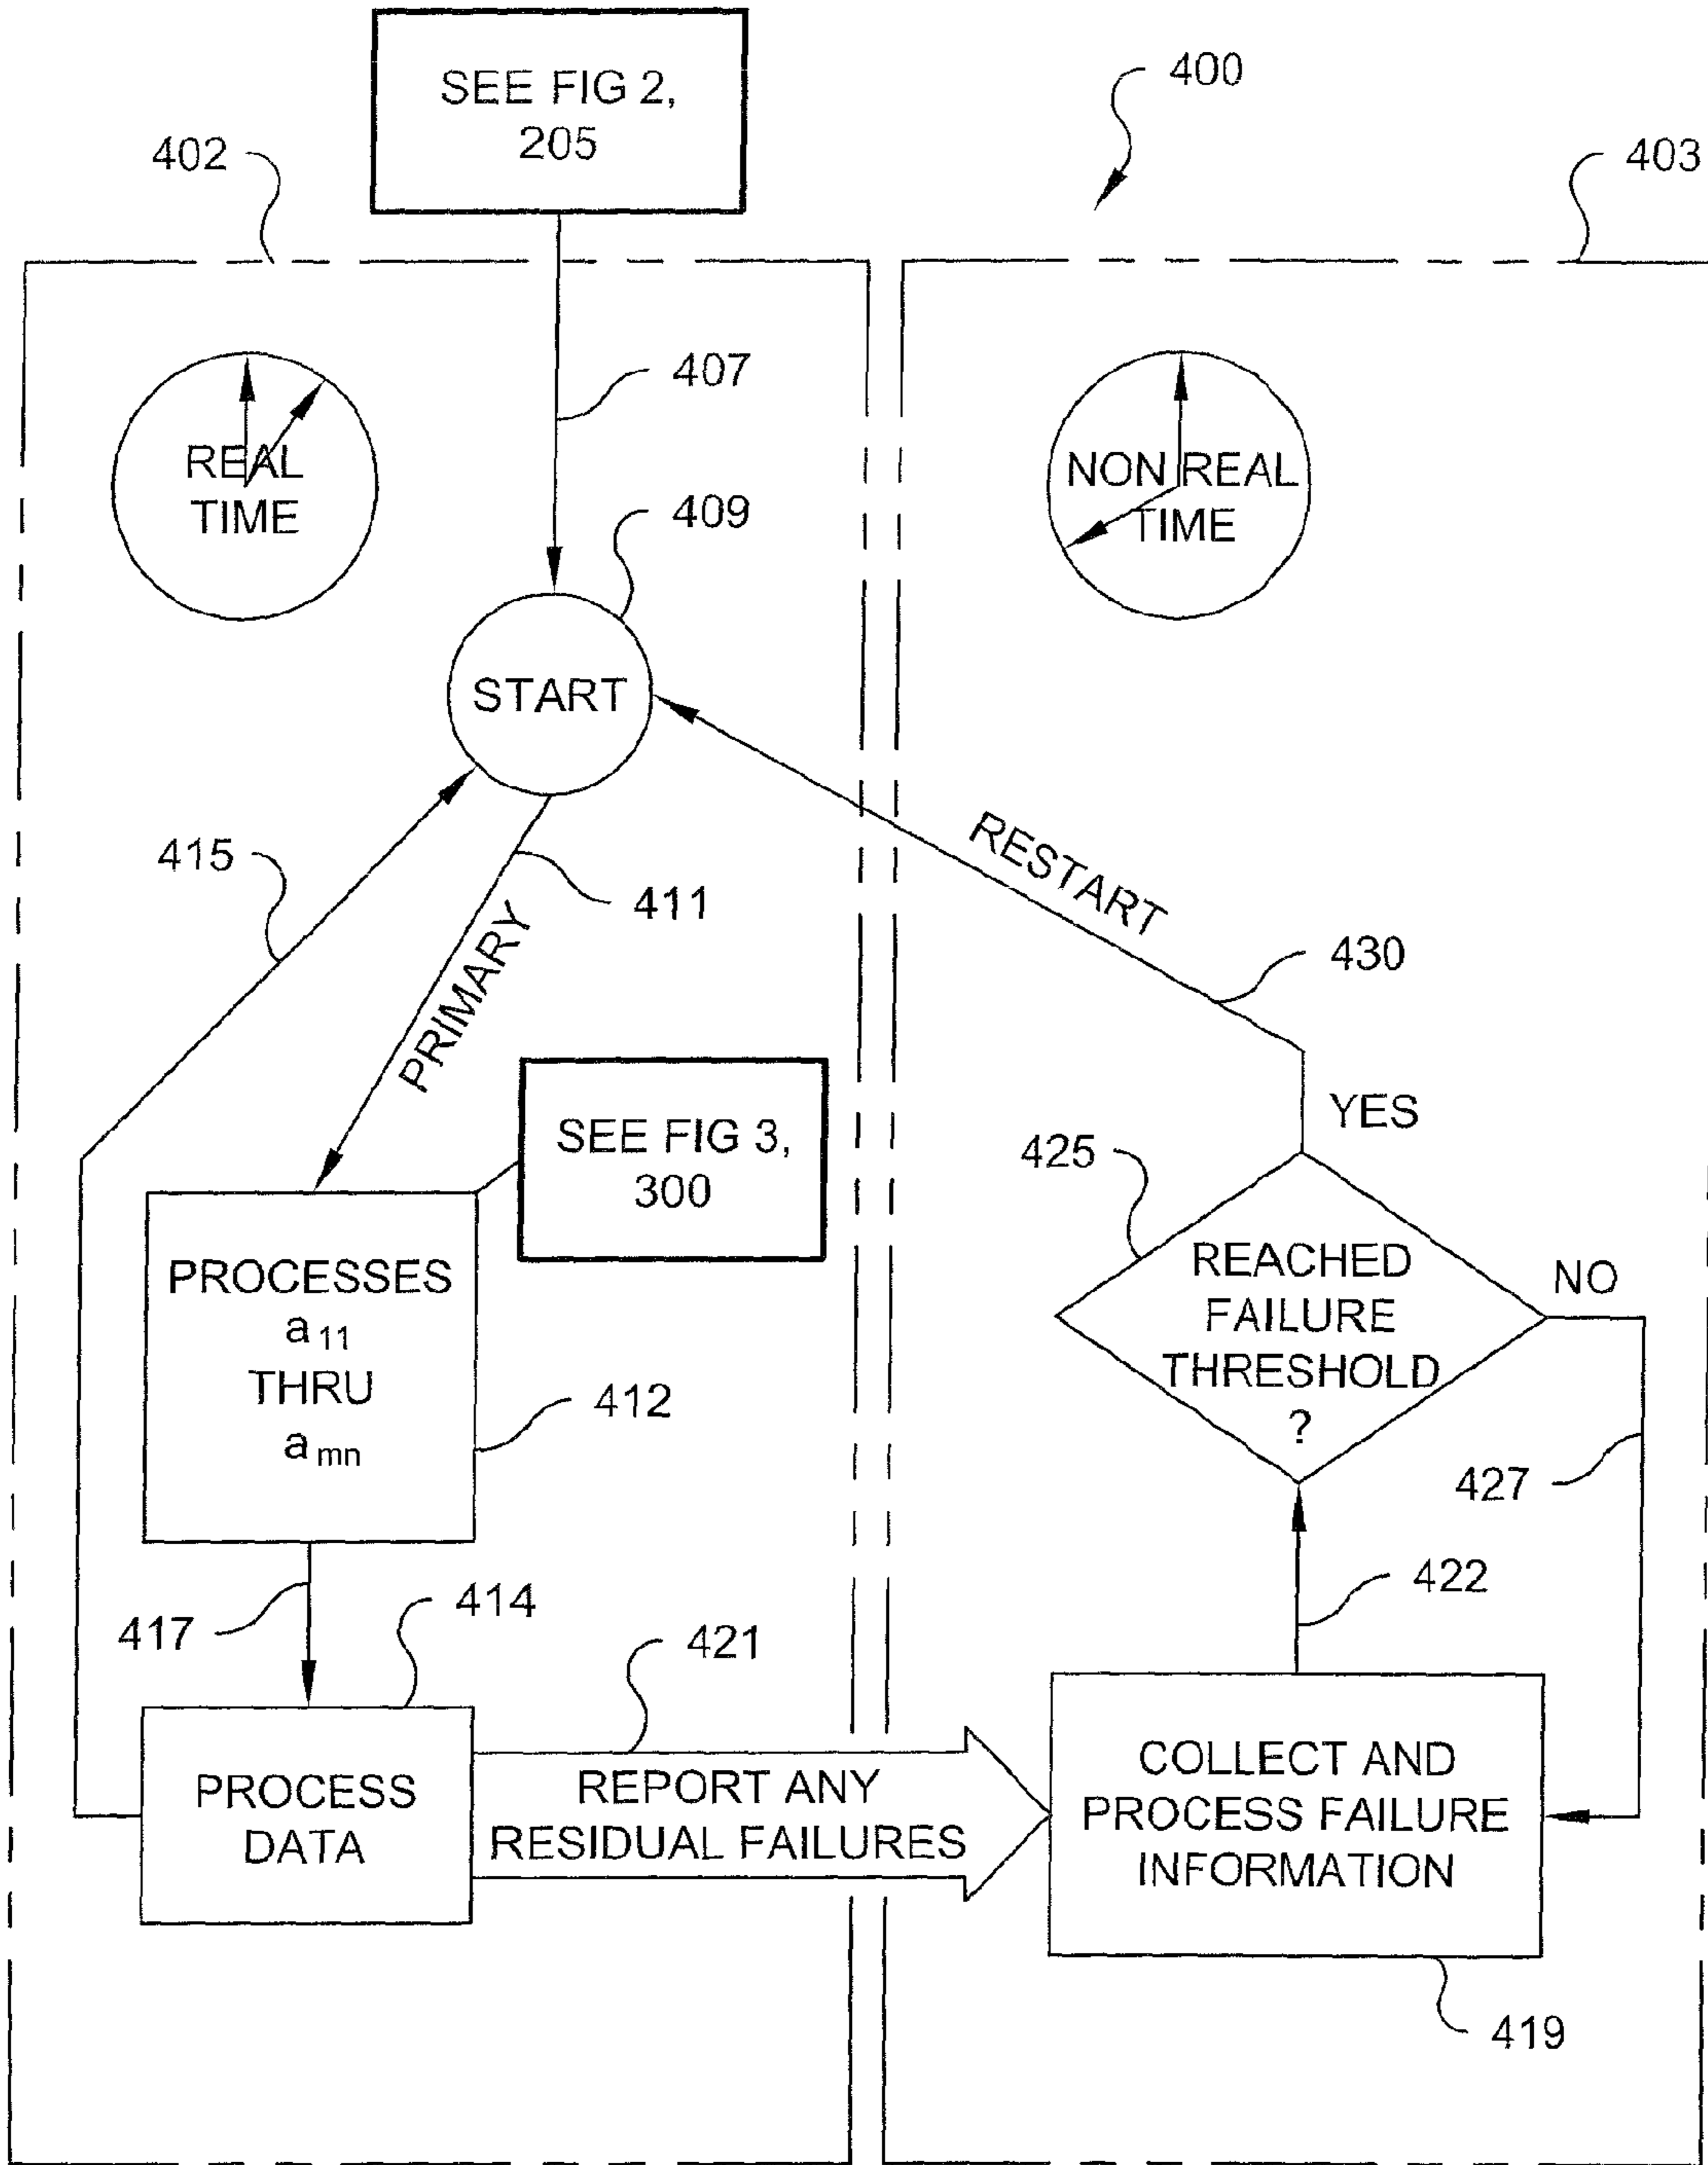 SEE FIG 2,
205
400
402
403
REAL
TIME
407
NON REAL
TIME
409
START
415
411
PRIMARY
RESTART
430
SEE FIG 3,
300
YES
425
PROCESSES
a11
THRU
amn
412
REACHED
FAILURE
THRESHOLD
?
NO
427
422
417
414
421
PROCESS
DATA
REPORT ANY
RESIDUAL FAILURES
COLLECT AND
PROCESS FAILURE
INFORMATION
419